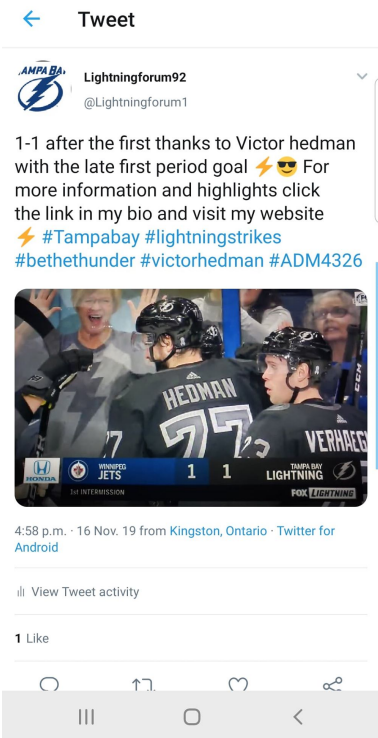 Tweet
AMPA BA
Lightningforum92
@Lightningforum1
1-1 after the first thanks to Victor hedman
with the late first period goal ⚡😎 For
more information and highlights click
the link in my bio and visit my website
⚡ #Tampabay #lightningstrikes
#bethethunder #victorhedman #ADM4326
HEDMAN
77
VERHAEG
CCM
HONDA
WINNIPEG
JETS
1 1
TAMPA BAY
LIGHTNING
1st INTERMISSION
FOX LIGHTNING
4:58 p.m. · 16 Nov. 19 from Kingston, Ontario · Twitter for
Android
View Tweet activity
1 Like